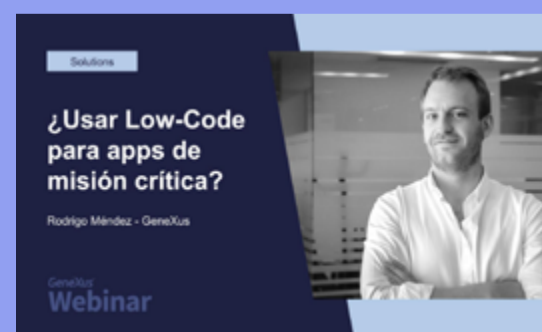 Solutions
¿Usar Low-Code
para apps de
misión crítica?
Rodrigo Méndez - GeneXus
GeneXus
Webinar